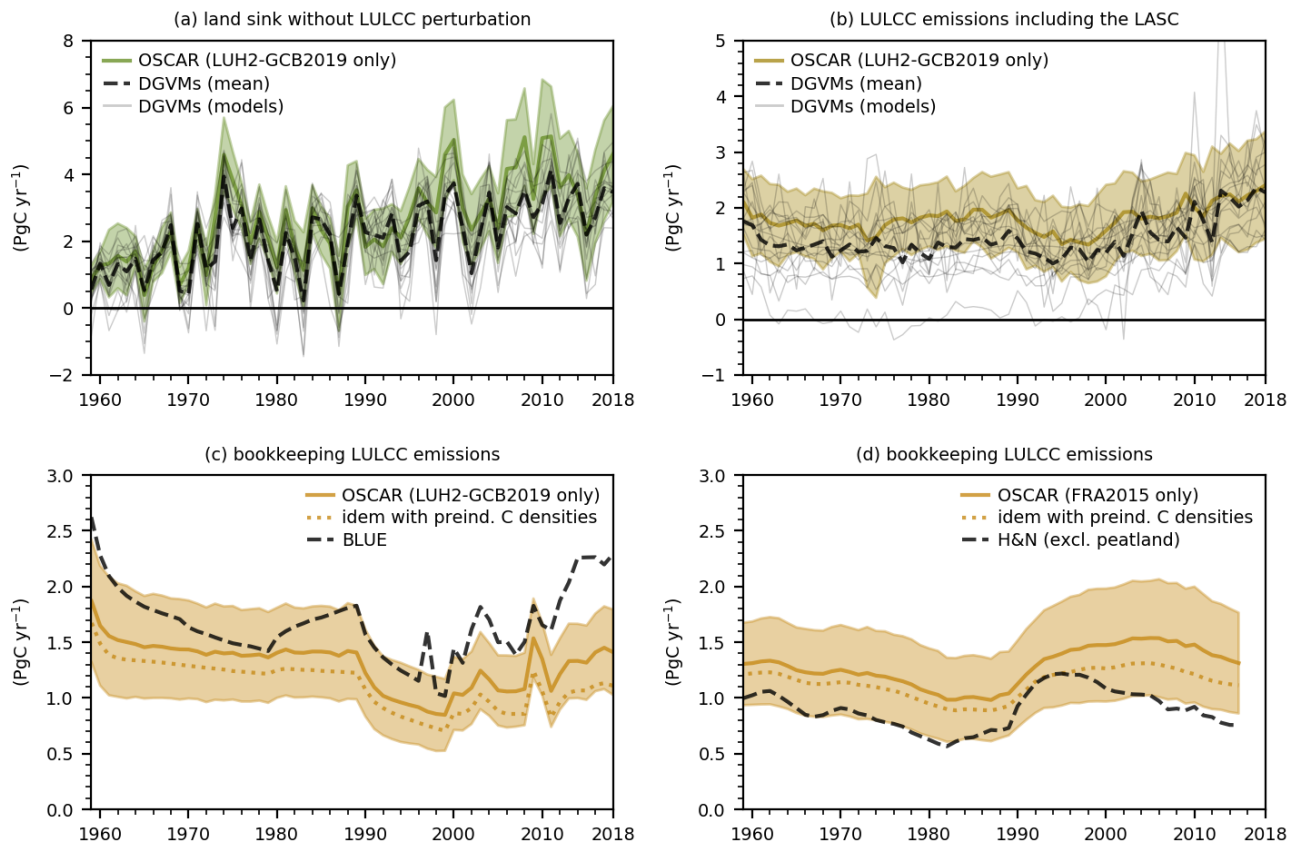 (a) land sink without LULCC perturbation
8
6
4
2
0
−2
(PgC yr⁻¹)
OSCAR (LUH2-GCB2019 only)
DGVMs (mean)
DGVMs (models)
1960 1970 1980 1990 2000 2010 2018
(b) LULCC emissions including the LASC
5
4
3
2
1
0
−1
(PgC yr⁻¹)
OSCAR (LUH2-GCB2019 only)
DGVMs (mean)
DGVMs (models)
1960 1970 1980 1990 2000 2010 2018
(c) bookkeeping LULCC emissions
3.0
2.5
2.0
1.5
1.0
0.5
0.0
(PgC yr⁻¹)
OSCAR (LUH2-GCB2019 only)
idem with preind. C densities
BLUE
1960 1970 1980 1990 2000 2010 2018
(d) bookkeeping LULCC emissions
3.0
2.5
2.0
1.5
1.0
0.5
0.0
(PgC yr⁻¹)
OSCAR (FRA2015 only)
idem with preind. C densities
H&N (excl. peatland)
1960 1970 1980 1990 2000 2010 2018